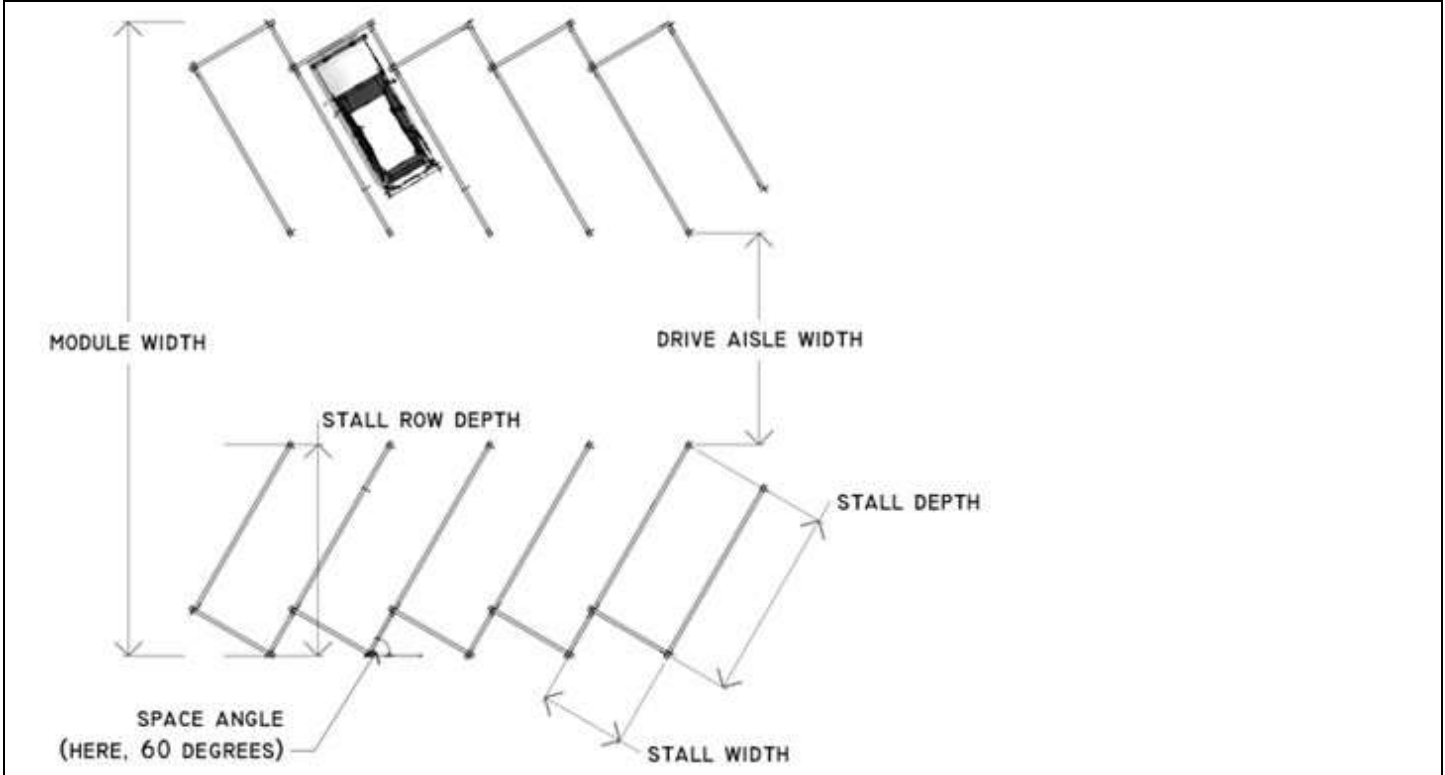 MODULE WIDTH
DRIVE AISLE WIDTH
STALL ROW DEPTH
STALL DEPTH
SPACE ANGLE
(HERE, 60 DEGREES)
STALL WIDTH